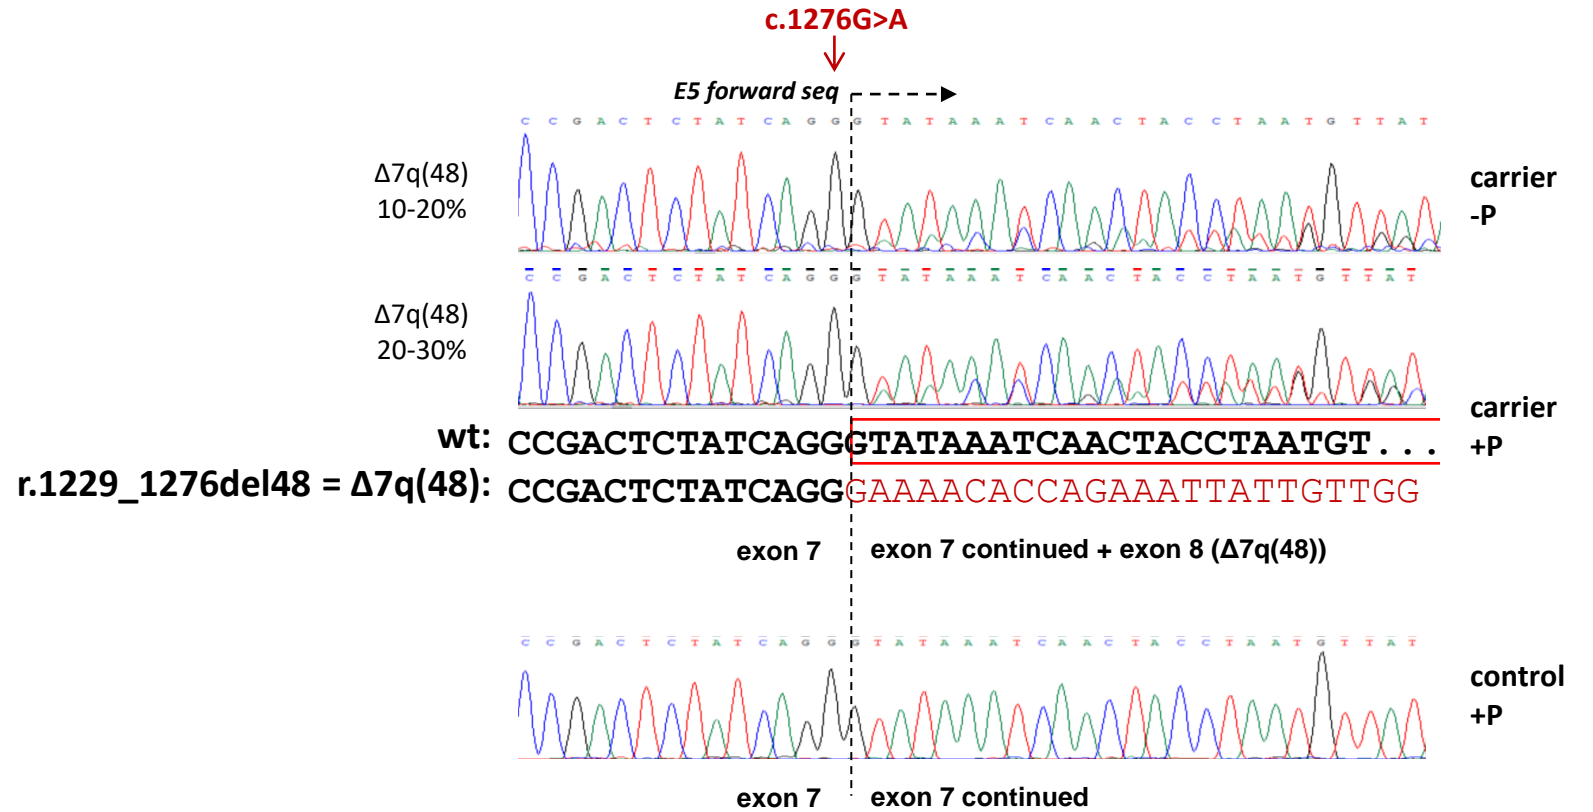 c.1276G>A
E5 forward seq
C C G A C T C T A T C A G G G T A T A A A T C A A C T A C C T A A T G T T A T
Δ7q(48)
10-20%
carrier
-P
C C G A C T C T A T C A G G G T A T A A A T C A A C T A C C T A A T G T T A T
Δ7q(48)
20-30%
carrier
+P
wt: CCGACTCTATCAGGGTATAAATCAACTACCTAATGT...
r.1229_1276del48 = Δ7q(48): CCGACTCTATCAGGGAAAACACCAGAAATTATTGTTGG
exon 7 exon 7 continued + exon 8 (Δ7q(48))
C C G A C T C T A T C A G G G T A T A A A T C A A C T A C C T A A T G T T A T
control
+P
exon 7 exon 7 continued